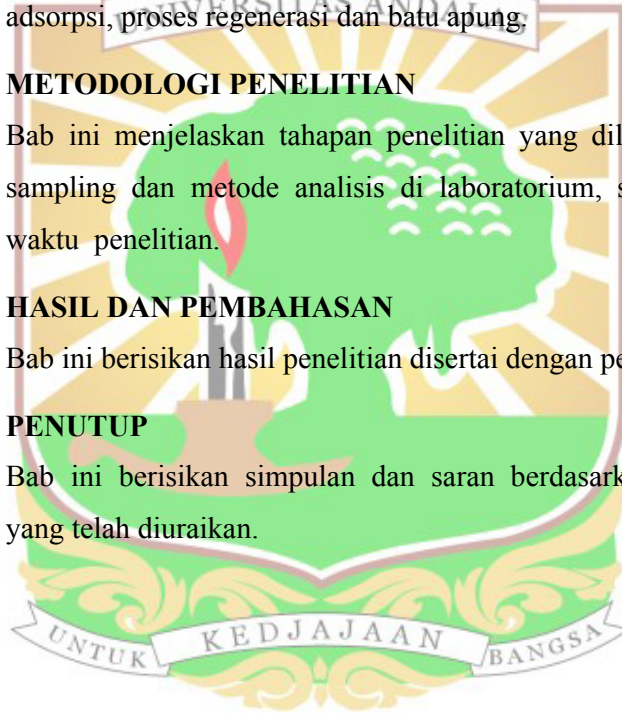 adsorpsi, proses regenerasi dan batu apung.
UNIVERSITAS ANDALAS
METODOLOGI PENELITIAN
Bab ini menjelaskan tahapan penelitian yang dil
sampling dan metode analisis di laboratorium, s
waktu penelitian.
HASIL DAN PEMBAHASAN
Bab ini berisikan hasil penelitian disertai dengan pe
PENUTUP
Bab ini berisikan simpulan dan saran berdasark
yang telah diuraikan.
UNTUK KEDJAJAAN BANGSA